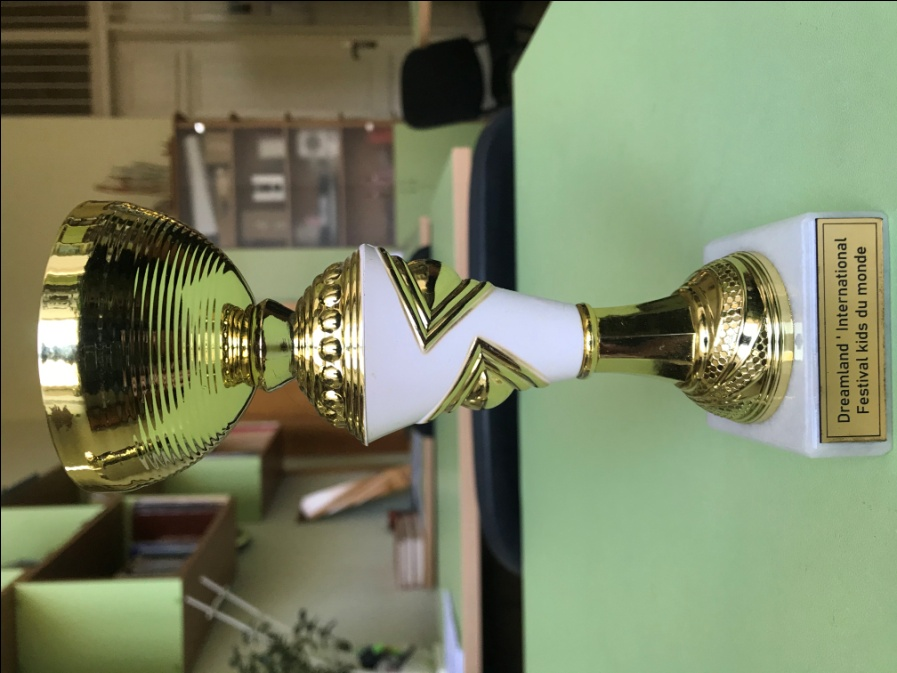 Dreamland ' International
Festival kids du monde